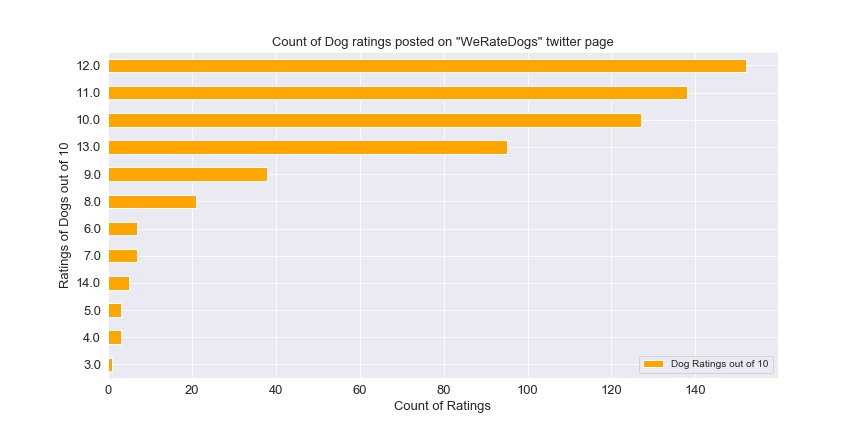 Count of Dog ratings posted on "WeRateDogs" twitter page
Ratings of Dogs out of 10
12.0
11.0
10.0
13.0
9.0
8.0
6.0
7.0
14.0
5.0
4.0
3.0
Dog Ratings out of 10
0 20 40 60 80 100 120 140
Count of Ratings